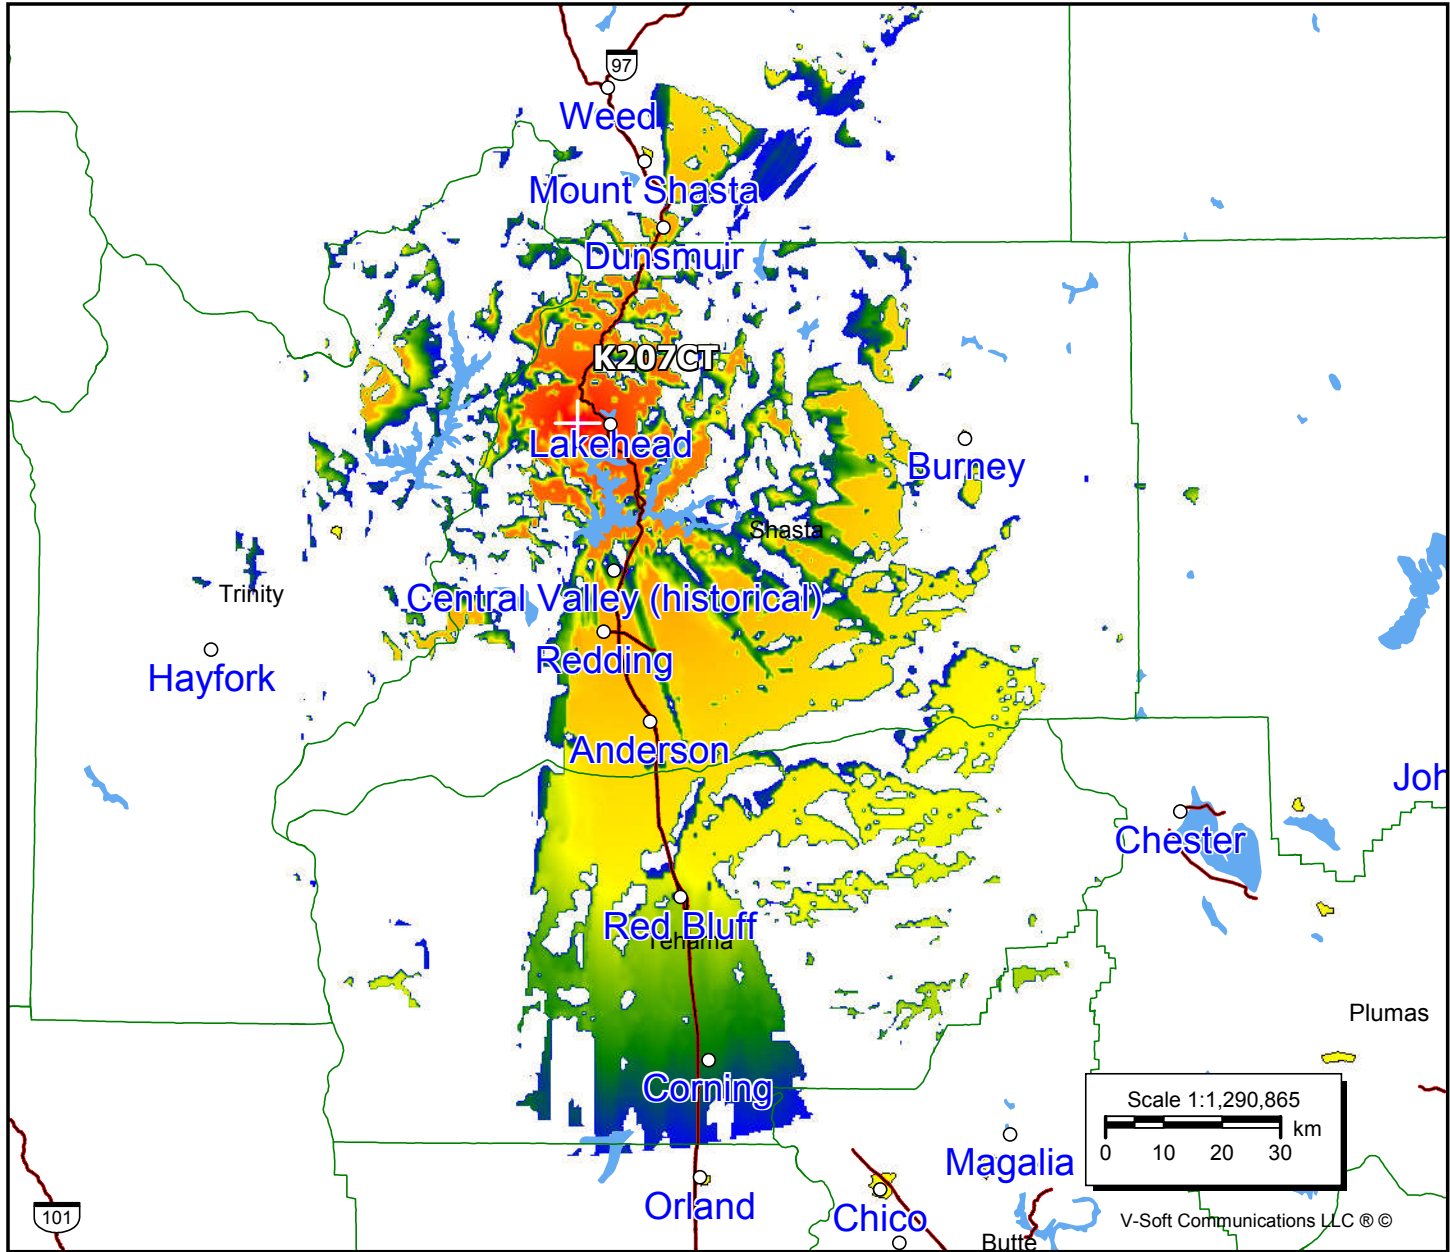 97
Weed
Mount Shasta
Dunsmuir
K207CT
Lakehead
Burney
Shasta
Trinity
Central Valley (historical)
Hayfork
Redding
Anderson
Joh
Chester
Red Bluff
Tehama
Plumas
Corning
Scale 1:1,290,865
km
0 10 20 30
Magalia
Orland
Chico
101
V-Soft Communications LLC ® ©
Butte